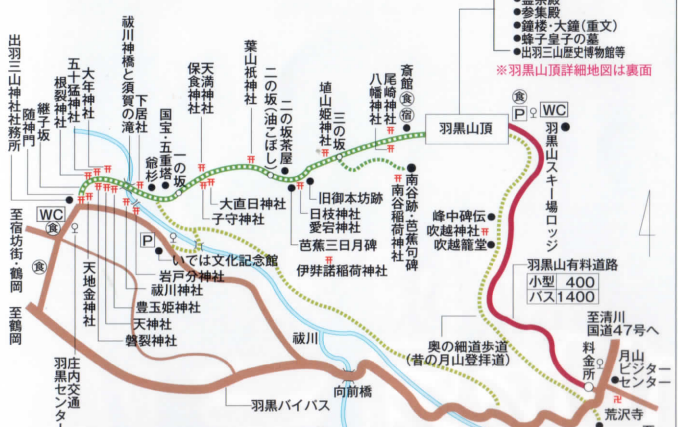 ●霊祭殿
●参集殿
●鐘楼・大鐘(重文)
●蜂子皇子の墓
●出羽三山歴史博物館等
※羽黒山頂詳細地図は裏面
出羽三山神社社務所
随神門
継子坂
根裂神社
五十猛神社
大年神社
祓川神橋と須賀の滝
下居社
国宝・五重塔
爺杉
一の坂
保食神社
天満神社
葉山祇神社
二の坂(油こぼし)
二の坂茶屋
埴山姫神社
三の坂
八幡神社
尾崎神社
斎館
食
宿
羽黒山頂
食
P
WC
羽黒山スキー場ロッジ
大直日神社
子守神社
旧御本坊跡
日枝神社
愛宕神社
芭蕉三日月碑
伊弉諾稲荷神社
南谷稲荷神社
南谷跡・芭蕉句碑
峰中碑伝
吹越神社
吹越籠堂
羽黒山有料道路
小型 400
バス1400
WC
食
食
至宿坊街・鶴岡
至鶴岡
P
いでは文化記念館
岩戸分神社
祓川神社
豊玉姫神社
天神社
磐裂神社
天地金神社
庄内交通
羽黒センター
祓川
向前橋
羽黒バイパス
奥の細道歩道
(昔の月山登拝道)
至清川
国道47号へ
料金所
月山
ビジター
センター
荒沢寺